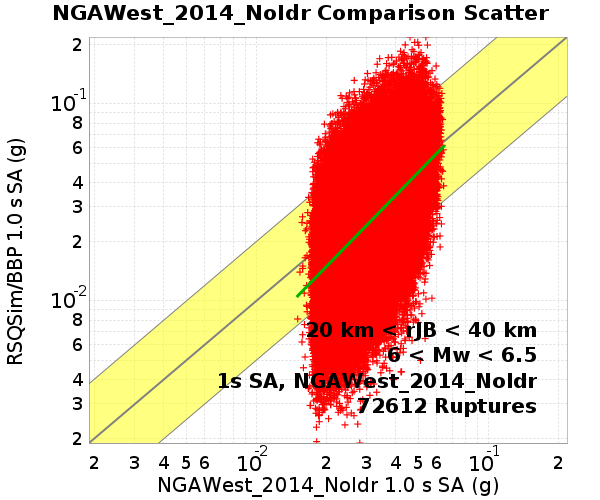 NGAWest_2014_NoIdr Comparison Scatter
RSQSim/BBP 1.0 s SA (g)
2
10-1
8
6
4
3
2
10-2
8
6
4
3
2
20 km < rJB < 40 km
6 < Mw < 6.5
1s SA, NGAWest_2014_NoIdr
72612 Ruptures
2 3 4 5 6 10-2 2 3 4 5 6 10-1 2
NGAWest_2014_NoIdr 1.0 s SA (g)